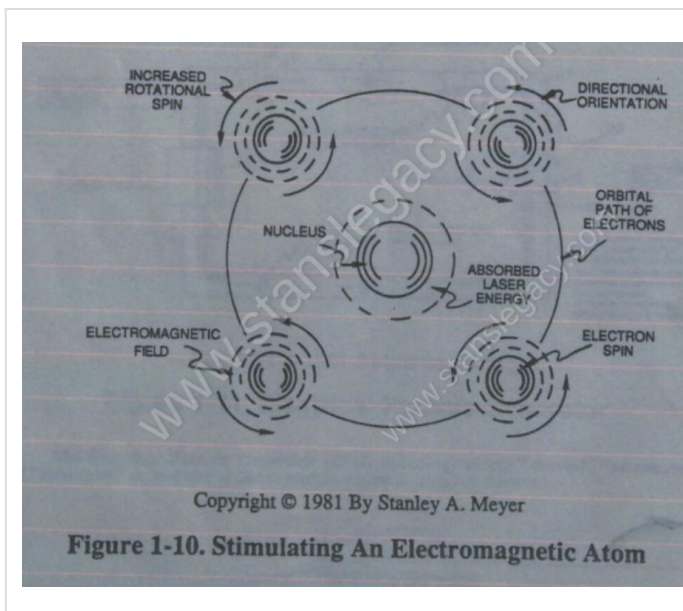 INCREASED
ROTATIONAL
SPIN
DIRECTIONAL
ORIENTATION
ORBITAL
PATH OF
ELECTRONS
NUCLEUS
ABSORBED
LASER
ENERGY
ELECTROMAGNETIC
FIELD
ELECTRON
SPIN
www.stanslegacy.com
www.stanslegacy.com
Copyright © 1981 By Stanley A. Meyer
Figure 1-10. Stimulating An Electromagnetic Atom